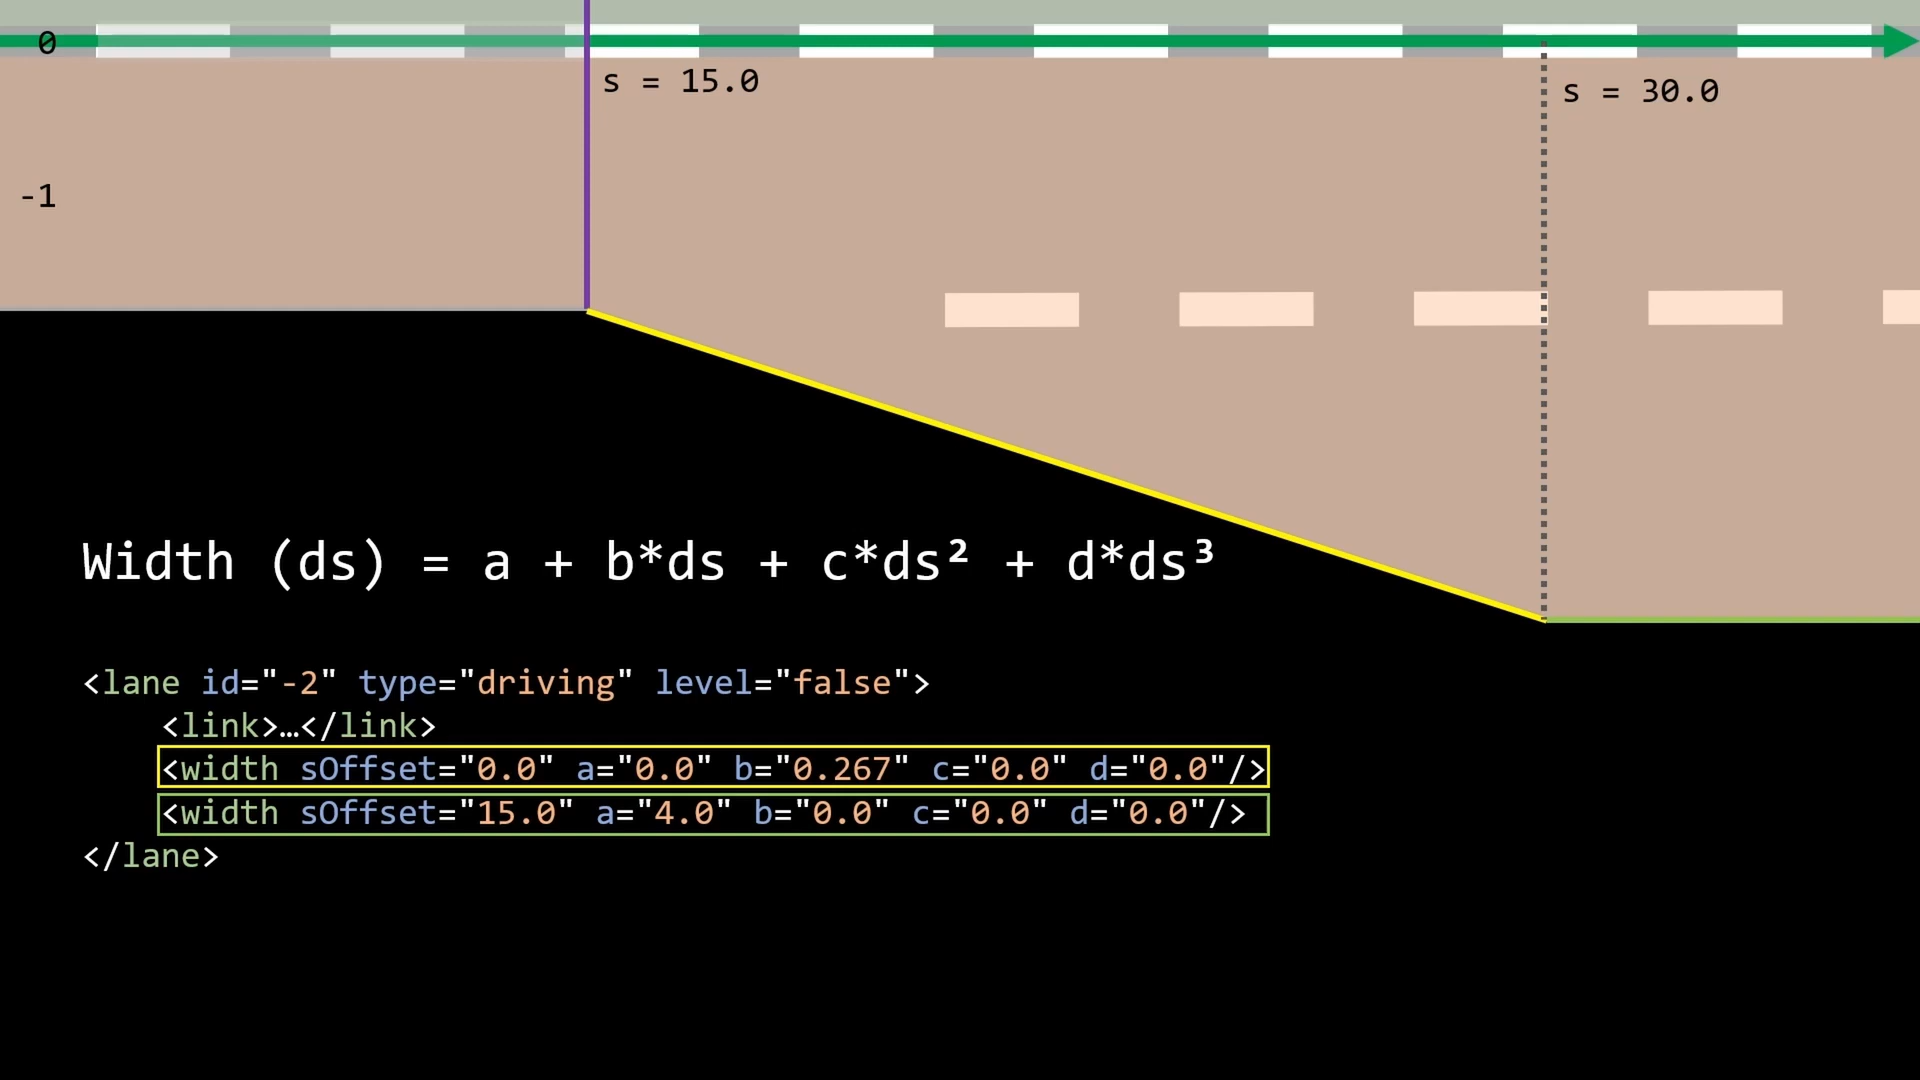 0
s = 15.0
s = 30.0
-1
Width (ds) = a + b*ds + c*ds² + d*ds³
<lane id="-2" type="driving" level="false">
<link>…</link>
<width sOffset="0.0" a="0.0" b="0.267" c="0.0" d="0.0"/>
<width sOffset="15.0" a="4.0" b="0.0" c="0.0" d="0.0"/>
</lane>